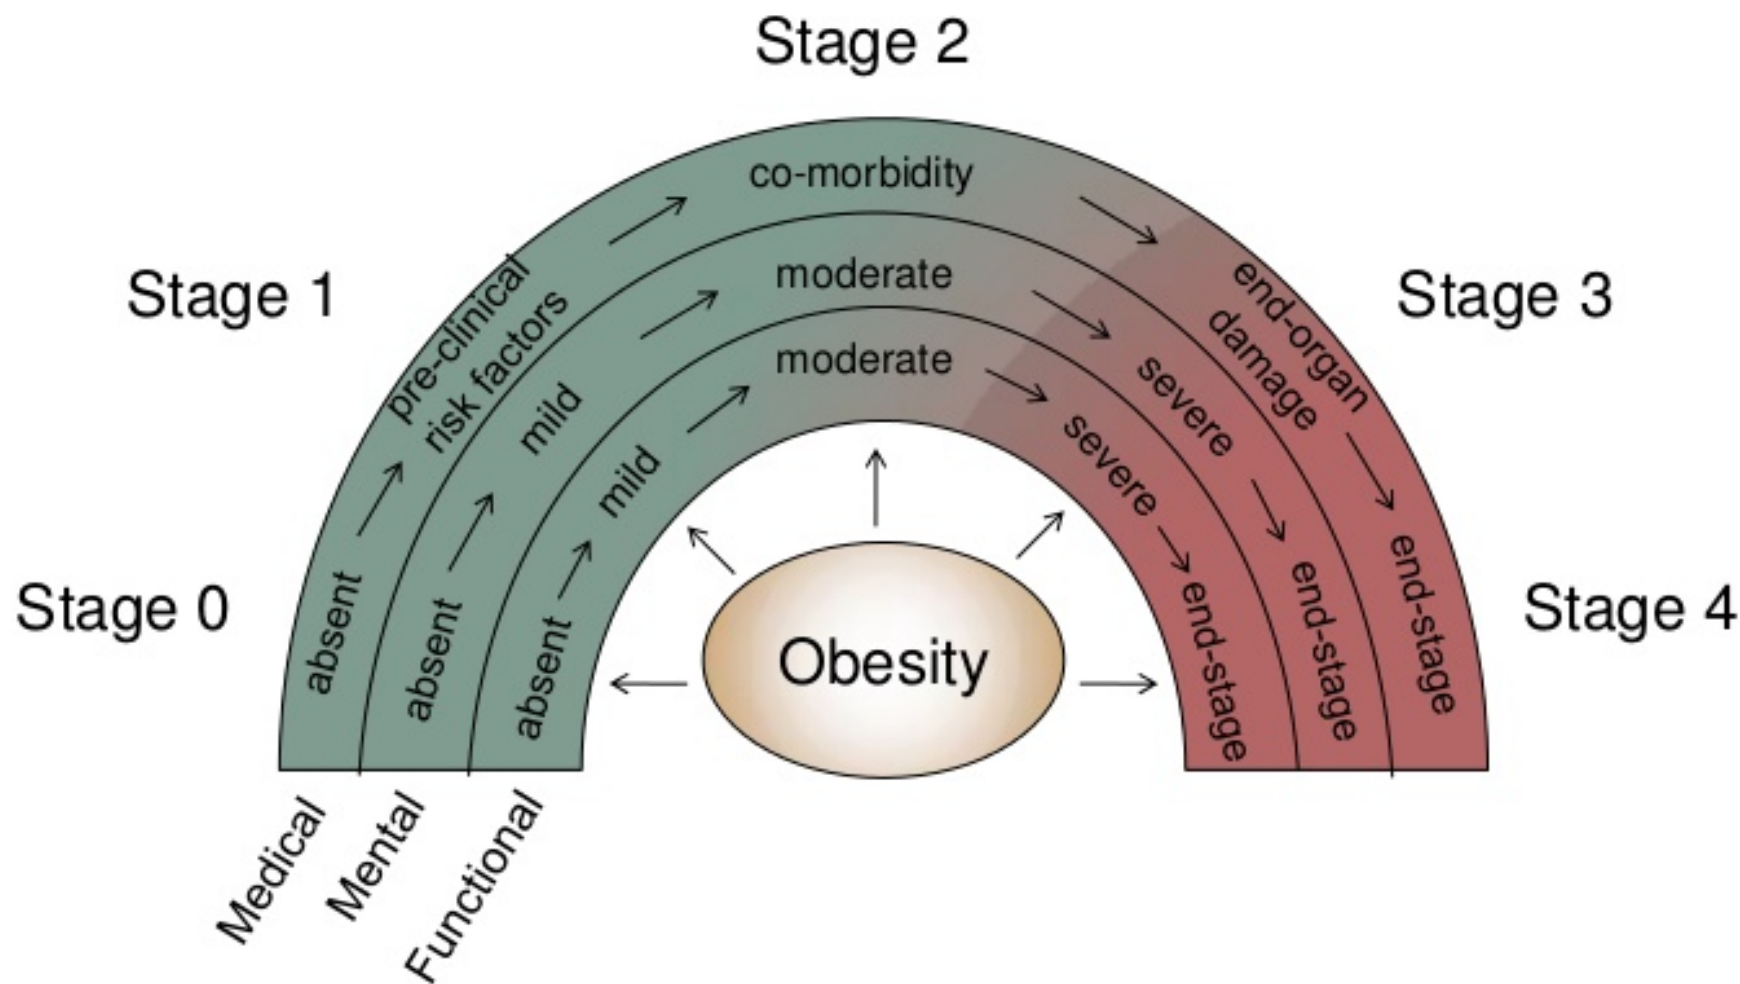 Stage 2
Stage 1
Stage 3
Stage 0
Stage 4
co-morbidity
pre-clinical
risk factors
end-organ
damage
absent
end-stage
moderate
mild
severe
absent
end-stage
moderate
mild
severe
absent
end-stage
Obesity
Medical
Mental
Functional